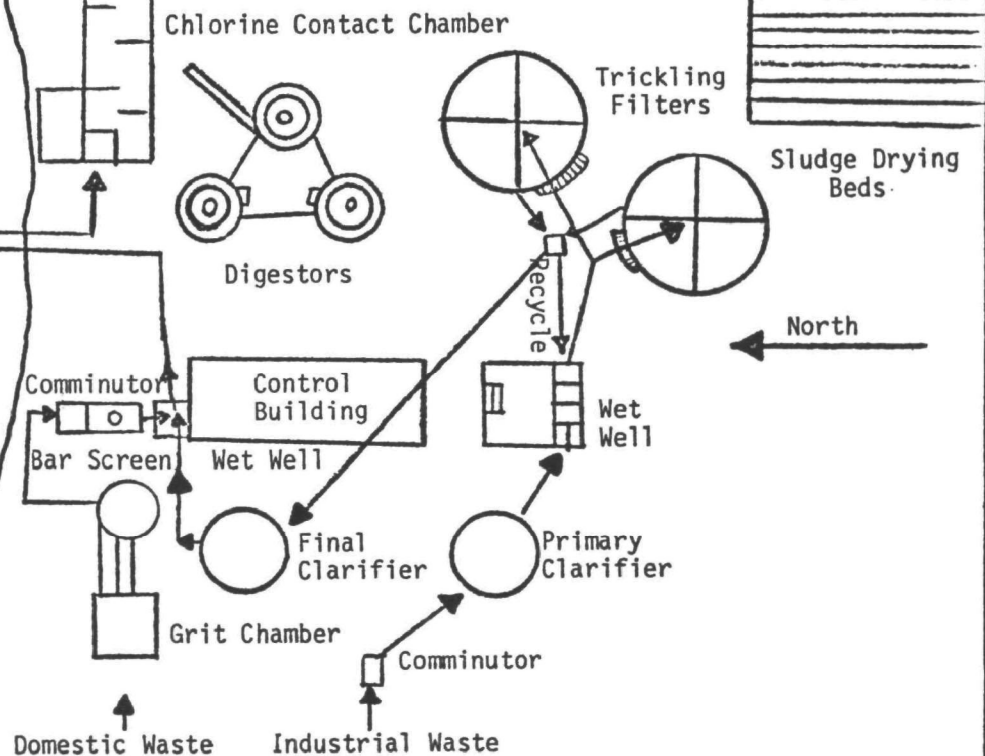 Chlorine Contact Chamber
Trickling
Filters
Sludge Drying
Beds
Digestors
Recycle
North
Comminutor
Control
Building
Wet
Well
Bar Screen
Wet Well
Final
Clarifier
Primary
Clarifier
Grit Chamber
Comminutor
Domestic Waste
Industrial Waste